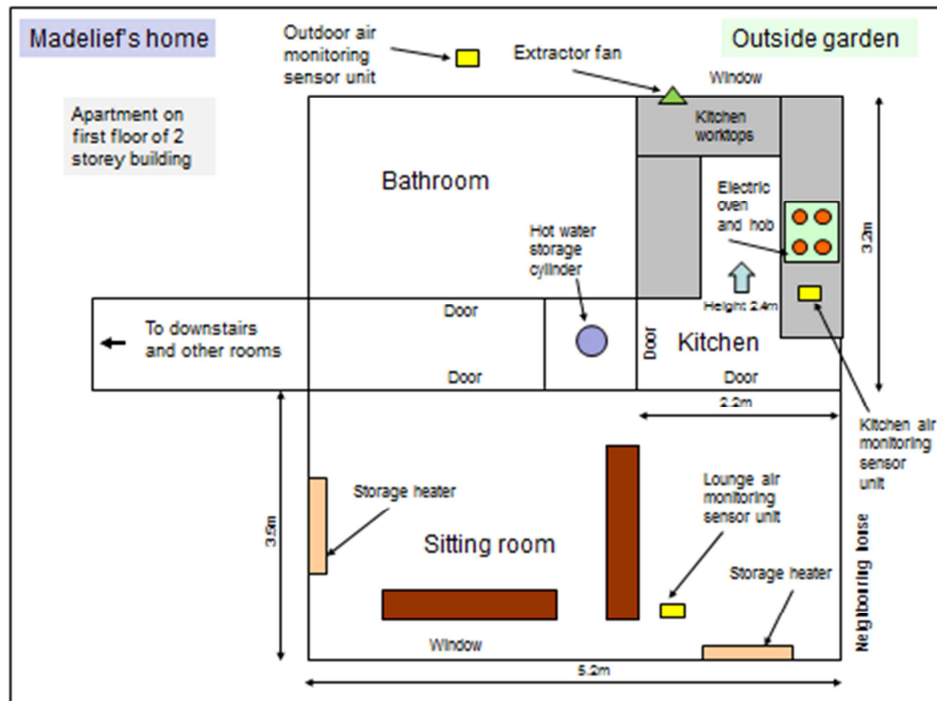 Madelief's home
Outdoor air
monitoring
sensor unit
Extractor fan
Outside garden
Window
Apartment on
first floor of 2
storey building
Kitchen
worktops
Bathroom
Electric
oven
and hob
3.2m
Hot water
storage
cylinder
Height 2.4m
Door
To downstairs
and other rooms
Door
Kitchen
Door
Door
2.2m
Kitchen air
monitoring
sensor
unit
Lounge air
monitoring
sensor unit
Storage heater
3.5m
Sitting room
Storage heater
Neighbourring horse
Window
5.2m